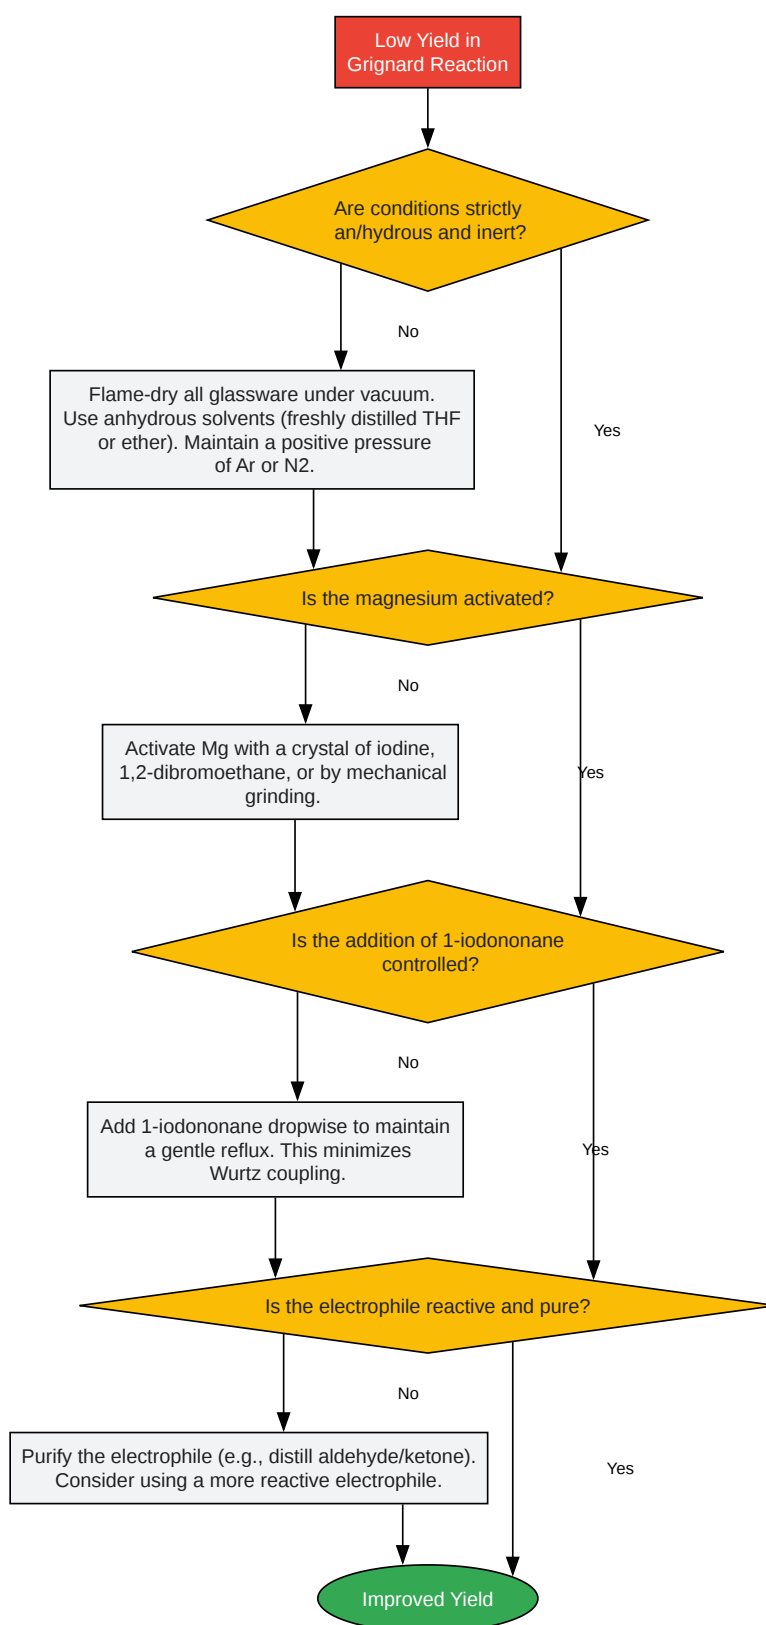 Low Yield in
Grignard Reaction
Are conditions strictly
an/hydrous and inert?
No
Flame-dry all glassware under vacuum.
Use anhydrous solvents (freshly distilled THF
or ether). Maintain a positive pressure
of Ar or N2.
Yes
Is the magnesium activated?
No
Activate Mg with a crystal of iodine,
1,2-dibromoethane, or by mechanical
grinding.
Yes
Is the addition of 1-iodononane
controlled?
No
Add 1-iodononane dropwise to maintain
a gentle reflux. This minimizes
Wurtz coupling.
Yes
Is the electrophile reactive and pure?
No
Purify the electrophile (e.g., distill aldehyde/ketone).
Consider using a more reactive electrophile.
Yes
Improved Yield